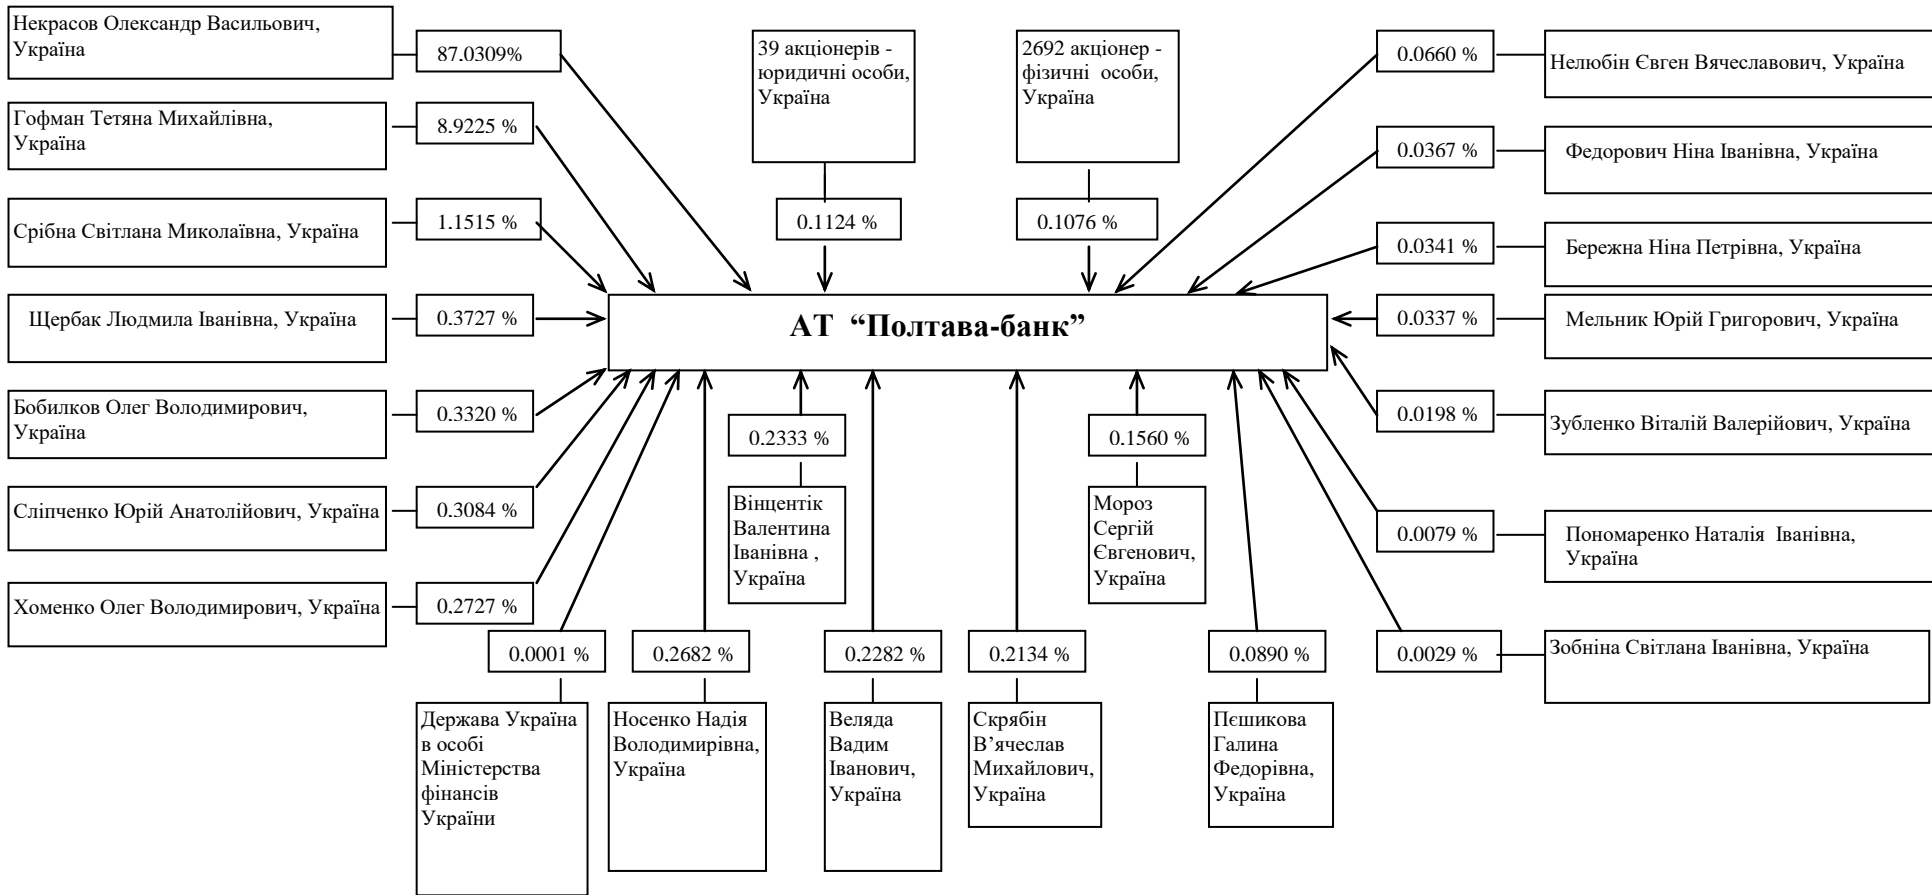 Некрасов Олександр Васильович,
Україна
87.0309%
39 акціонерів -
юридичні особи,
Україна
2692 акціонер -
фізичні особи,
Україна
0.0660 %
Нелюбін Євген Вячеславович, Україна
Гофман Тетяна Михайлівна,
Україна
8.9225 %
0.0367 %
Федорович Ніна Іванівна, Україна
Срібна Світлана Миколаївна, Україна
1.1515 %
0.1124 %
0.1076 %
0.0341 %
Бережна Ніна Петрівна, Україна
Щербак Людмила Іванівна, Україна
0.3727 %
АТ “Полтава-банк”
0.0337 %
Мельник Юрій Григорович, Україна
Бобилков Олег Володимирович,
Україна
0.3320 %
0.2333 %
0.1560 %
0.0198 %
Зубленко Віталій Валерійович, Україна
Сліпченко Юрій Анатолійович, Україна
0.3084 %
Вінцентік
Валентина
Іванівна ,
Україна
Мороз
Сергій
Євгенович,
Україна
0.0079 %
Пономаренко Наталія Іванівна,
Україна
Хоменко Олег Володимирович, Україна
0.2727 %
0.0001 %
0.2682 %
0.2282 %
0.2134 %
0.0890 %
0.0029 %
Зобніна Світлана Іванівна, Україна
Держава Україна
в особі
Міністерства
фінансів
України
Носенко Надія
Володимирівна,
Україна
Веляда
Вадим
Іванович,
Україна
Скрябін
В’ячеслав
Михайлович,
Україна
Пєшикова
Галина
Федорівна,
Україна